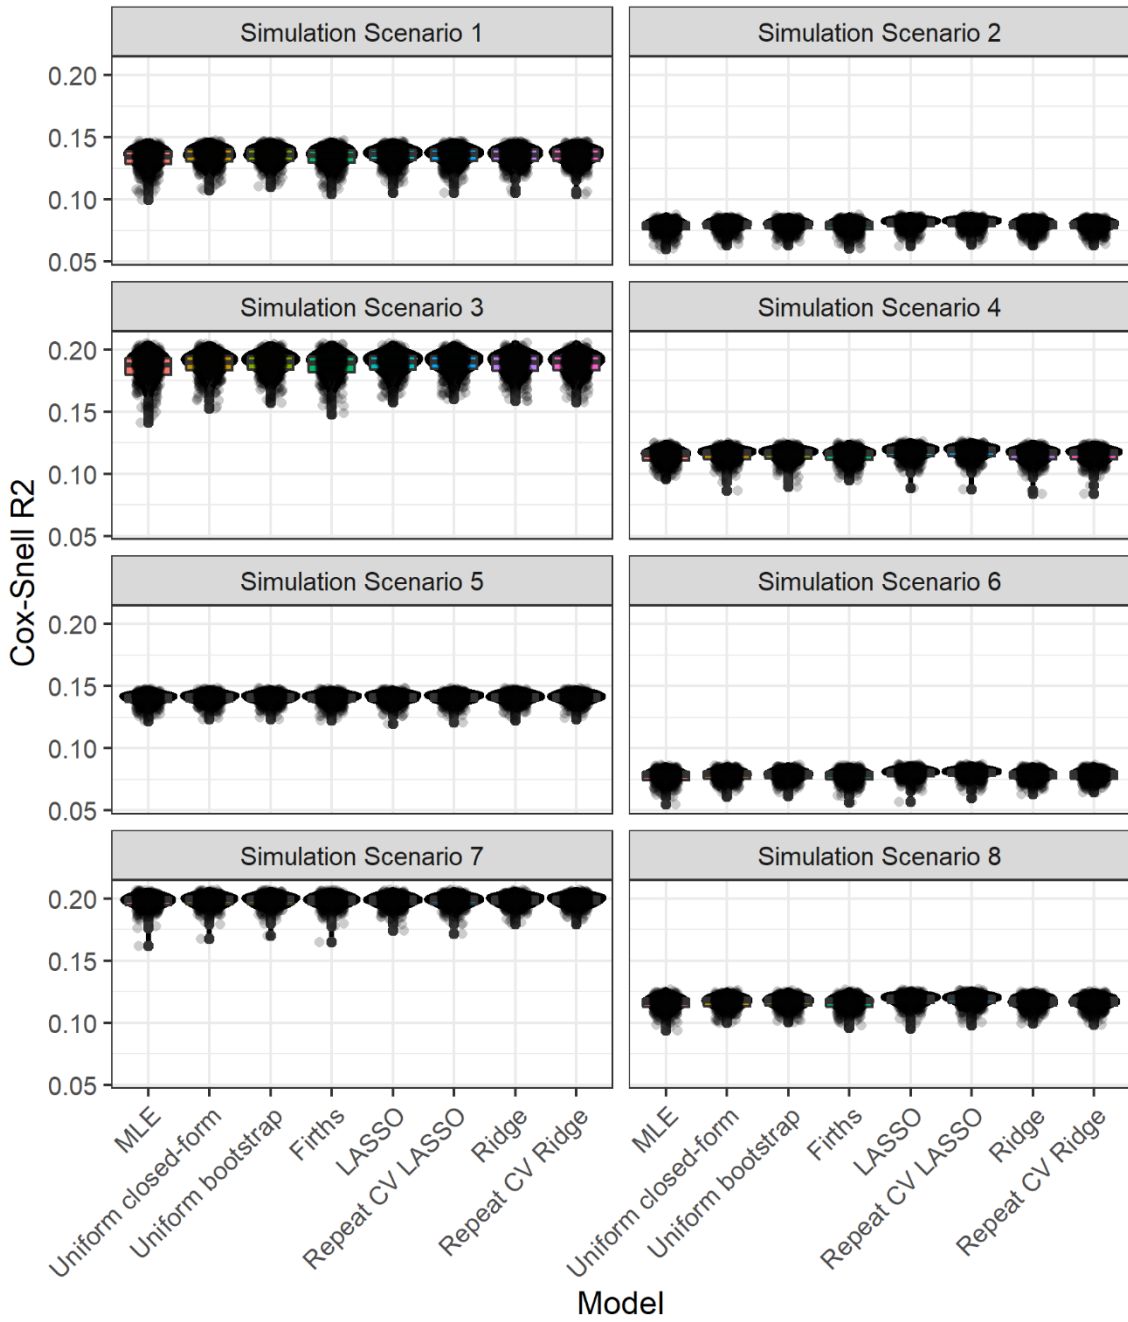 Simulation Scenario 1
Simulation Scenario 2
0.20
0.15
0.10
0.05
Simulation Scenario 3
Simulation Scenario 4
0.20
0.15
0.10
0.05
Simulation Scenario 5
Simulation Scenario 6
0.20
0.15
0.10
0.05
Simulation Scenario 7
Simulation Scenario 8
0.20
0.15
0.10
0.05
Cox-Snell R2
MLE
Uniform closed-form
Uniform bootstrap
Firths
LASSO
Repeat CV LASSO
Ridge
Repeat CV Ridge
MLE
Uniform closed-form
Uniform bootstrap
Firths
LASSO
Repeat CV LASSO
Ridge
Repeat CV Ridge
Model